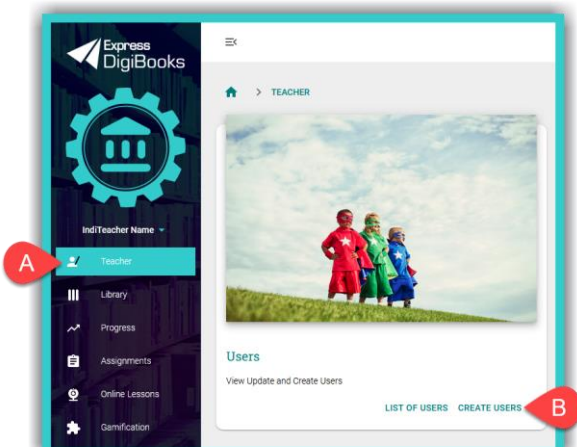 Express
DigiBooks
> TEACHER
IndiTeacher Name
A
Teacher
Library
Progress
Assignments
Online Lessons
Gamification
Users
View Update and Create Users
LIST OF USERS CREATE USERS
B